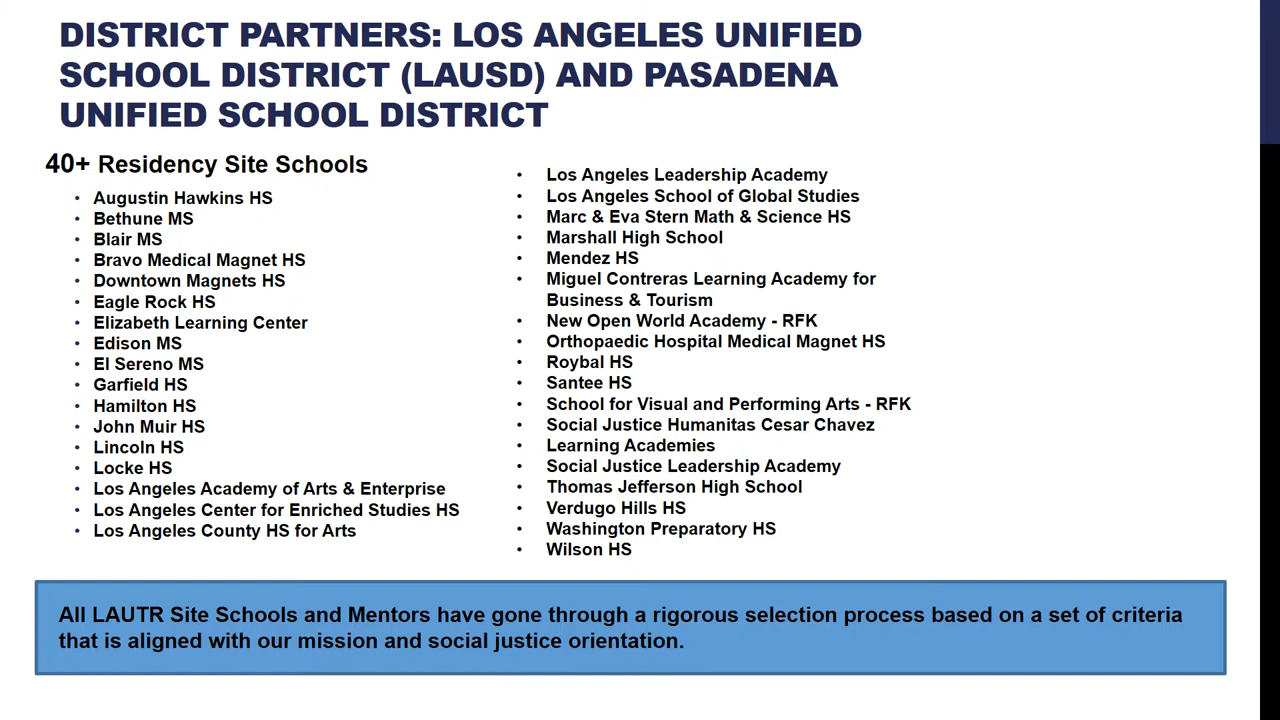 DISTRICT PARTNERS: LOS ANGELES UNIFIED
SCHOOL DISTRICT (LAUSD) AND PASADENA
UNIFIED SCHOOL DISTRICT
40+ Residency Site Schools
• Augustin Hawkins HS
• Bethune MS
• Blair MS
• Bravo Medical Magnet HS
• Downtown Magnets HS
• Eagle Rock HS
• Elizabeth Learning Center
• Edison MS
• El Sereno MS
• Garfield HS
• Hamilton HS
• John Muir HS
• Lincoln HS
• Locke HS
• Los Angeles Academy of Arts & Enterprise
• Los Angeles Center for Enriched Studies HS
• Los Angeles County HS for Arts
• Los Angeles Leadership Academy
• Los Angeles School of Global Studies
• Marc & Eva Stern Math & Science HS
• Marshall High School
• Mendez HS
• Miguel Contreras Learning Academy for
Business & Tourism
• New Open World Academy - RFK
• Orthopaedic Hospital Medical Magnet HS
• Roybal HS
• Santee HS
• School for Visual and Performing Arts - RFK
• Social Justice Humanitas Cesar Chavez
• Learning Academies
• Social Justice Leadership Academy
• Thomas Jefferson High School
• Verdugo Hills HS
• Washington Preparatory HS
• Wilson HS
All LAUTR Site Schools and Mentors have gone through a rigorous selection process based on a set of criteria
that is aligned with our mission and social justice orientation.